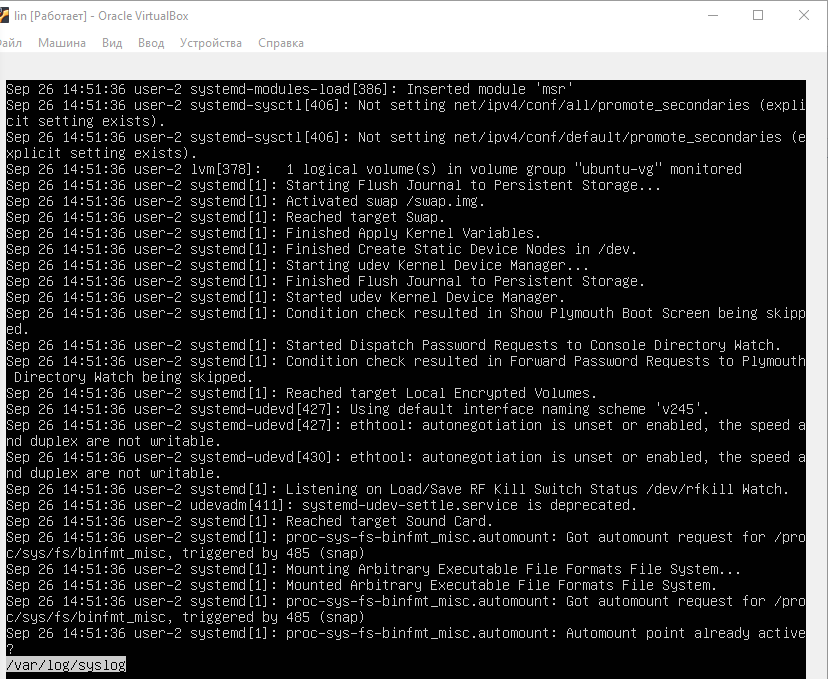 lin [Работает] - Oracle VirtualBox
айл Машина Вид Ввод Устройства Справка
Sep 26 14:51:36 user-2 systemd-modules-load[386]: Inserted module 'msr'
Sep 26 14:51:36 user-2 systemd-sysctl[406]: Not setting net/ipv4/conf/all/promote_secondaries (expli
cit setting exists).
Sep 26 14:51:36 user-2 systemd-sysctl[406]: Not setting net/ipv4/conf/default/promote_secondaries (e
xplicit setting exists).
Sep 26 14:51:36 user-2 lvm[378]:   1 logical volume(s) in volume group "ubuntu-vg" monitored
Sep 26 14:51:36 user-2 systemd[1]: Starting Flush Journal to Persistent Storage...
Sep 26 14:51:36 user-2 systemd[1]: Activated swap /swap.img.
Sep 26 14:51:36 user-2 systemd[1]: Reached target Swap.
Sep 26 14:51:36 user-2 systemd[1]: Finished Apply Kernel Variables.
Sep 26 14:51:36 user-2 systemd[1]: Finished Create Static Device Nodes in /dev.
Sep 26 14:51:36 user-2 systemd[1]: Starting udev Kernel Device Manager...
Sep 26 14:51:36 user-2 systemd[1]: Finished Flush Journal to Persistent Storage.
Sep 26 14:51:36 user-2 systemd[1]: Started udev Kernel Device Manager.
Sep 26 14:51:36 user-2 systemd[1]: Condition check resulted in Show Plymouth Boot Screen being skipp
ed.
Sep 26 14:51:36 user-2 systemd[1]: Started Dispatch Password Requests to Console Directory Watch.
Sep 26 14:51:36 user-2 systemd[1]: Condition check resulted in Forward Password Requests to Plymouth
 Directory Watch being skipped.
Sep 26 14:51:36 user-2 systemd[1]: Reached target Local Encrypted Volumes.
Sep 26 14:51:36 user-2 systemd-udevd[427]: Using default interface naming scheme 'v245'.
Sep 26 14:51:36 user-2 systemd-udevd[427]: ethtool: autonegotiation is unset or enabled, the speed a
nd duplex are not writable.
Sep 26 14:51:36 user-2 systemd-udevd[430]: ethtool: autonegotiation is unset or enabled, the speed a
nd duplex are not writable.
Sep 26 14:51:36 user-2 systemd[1]: Listening on Load/Save RF Kill Switch Status /dev/rfkill Watch.
Sep 26 14:51:36 user-2 udevadm[411]: systemd-udev-settle.service is deprecated.
Sep 26 14:51:36 user-2 systemd[1]: Reached target Sound Card.
Sep 26 14:51:36 user-2 systemd[1]: proc-sys-fs-binfmt_misc.automount: Got automount request for /pro
c/sys/fs/binfmt_misc, triggered by 485 (snap)
Sep 26 14:51:36 user-2 systemd[1]: Mounting Arbitrary Executable File Formats File System...
Sep 26 14:51:36 user-2 systemd[1]: Mounted Arbitrary Executable File Formats File System.
Sep 26 14:51:36 user-2 systemd[1]: proc-sys-fs-binfmt_misc.automount: Got automount request for /pro
c/sys/fs/binfmt_misc, triggered by 485 (snap)
Sep 26 14:51:36 user-2 systemd[1]: proc-sys-fs-binfmt_misc.automount: Automount point already active
?
/var/log/syslog